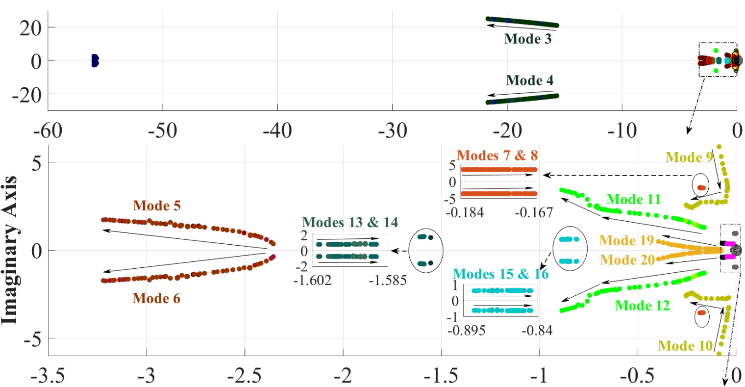 20
0
-20
Mode 3
Mode 4
-60
-50
-40
-30
-20
-10
0
Imaginary Axis
5
0
-5
Mode 5
Mode 6
Modes 13 & 14
2
1
0
-1
-2
-1.602
-1.585
Modes 7 & 8
5
0
-5
-0.184
-0.167
Modes 15 & 16
1
0
-1
-0.895
-0.84
Mode 9
Mode 11
Mode 19
Mode 20
Mode 12
Mode 10
-3.5
-3
-2.5
-2
-1.5
-1
-0.5
0